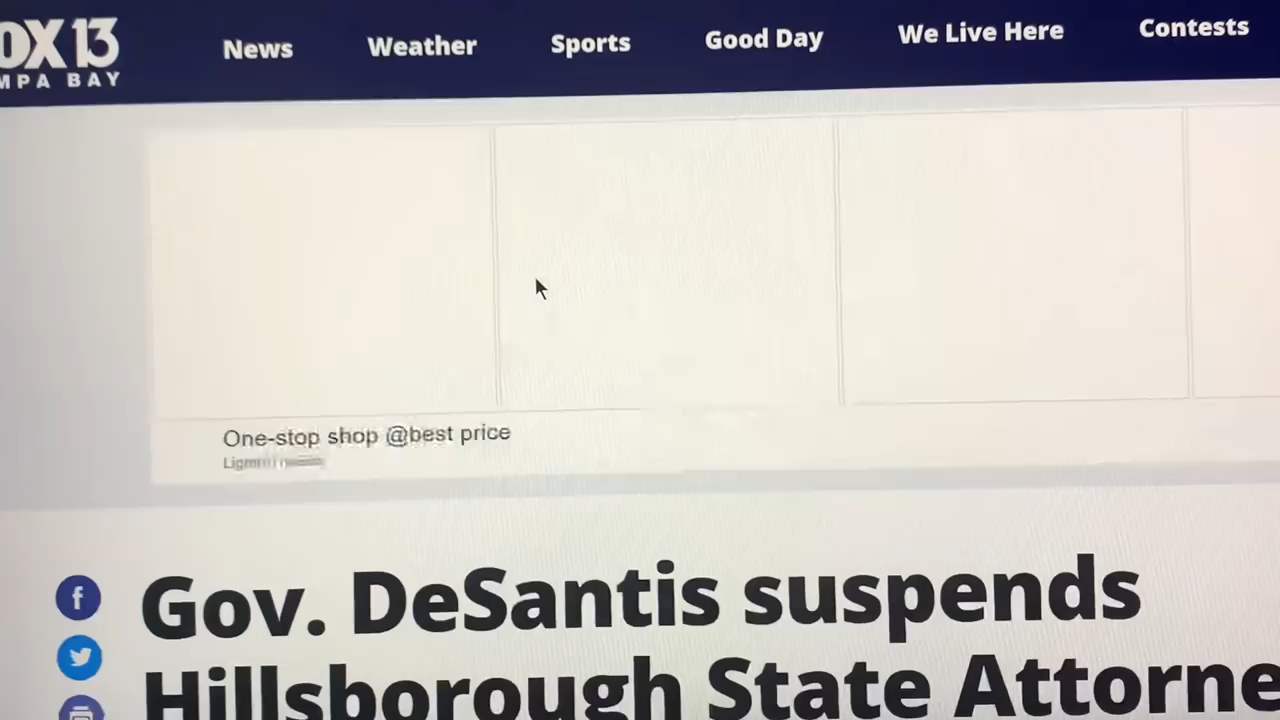 OX 13
MPA BAY
News Weather Sports Good Day We Live Here Contests
One-stop shop @best price
Gov. DeSantis suspends
Hillsborough State Attorne